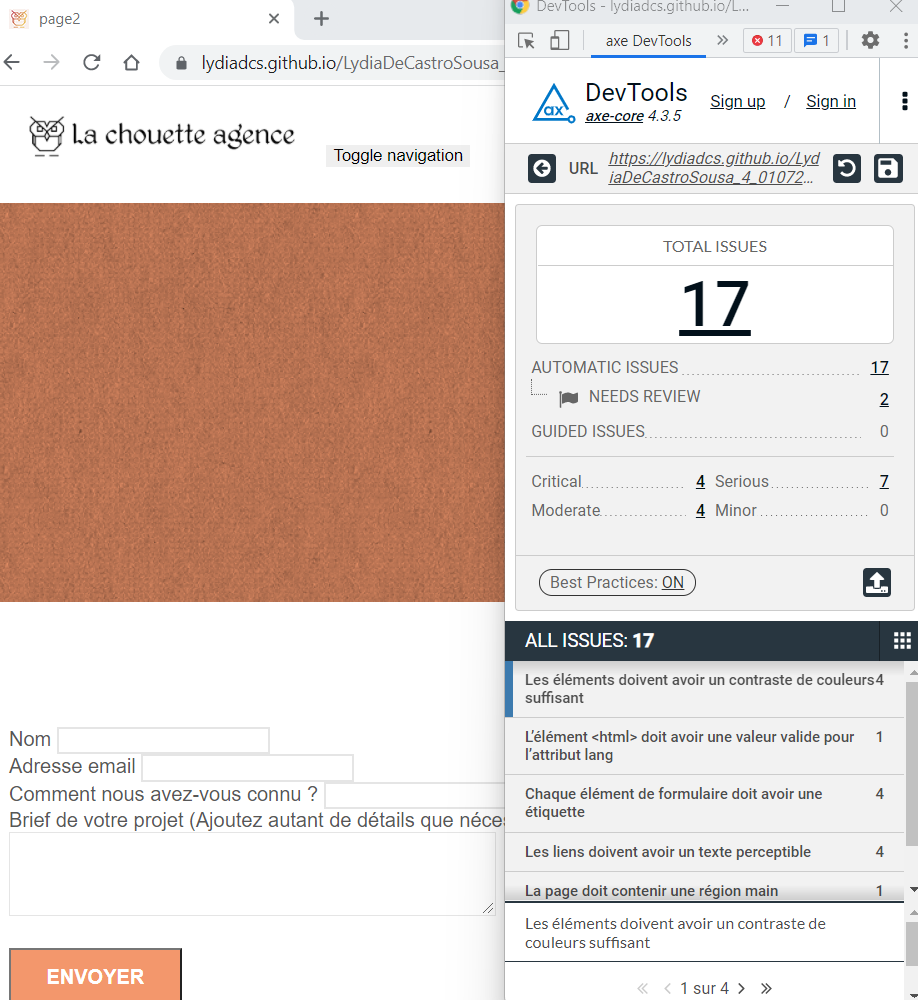 page2
DevTools - lydiadcs.github.io/L...
axe DevTools
11
1
lydiadcs.github.io/LydiaDeCastroSousa_
La chouette agence
Toggle navigation
ax
DevTools
axe-core 4.3.5
Sign up / Sign in
URL
https://lydiadcs.github.io/Lyd
iaDeCastroSousa_4_01072...
TOTAL ISSUES
17
AUTOMATIC ISSUES 17
NEEDS REVIEW 2
GUIDED ISSUES 0
Critical 4 Serious 7
Moderate 4 Minor 0
Best Practices: ON
ALL ISSUES: 17
Les éléments doivent avoir un contraste de couleurs 4
suffisant
L'élément <html> doit avoir une valeur valide pour 1
l'attribut lang
Chaque élément de formulaire doit avoir une 4
étiquette
Les liens doivent avoir un texte perceptible 4
La page doit contenir une région main 1
Les éléments doivent avoir un contraste de
couleurs suffisant
1 sur 4
Nom
Adresse email
Comment nous avez-vous connu ?
Brief de votre projet (Ajoutez autant de détails que néces
ENVOYER